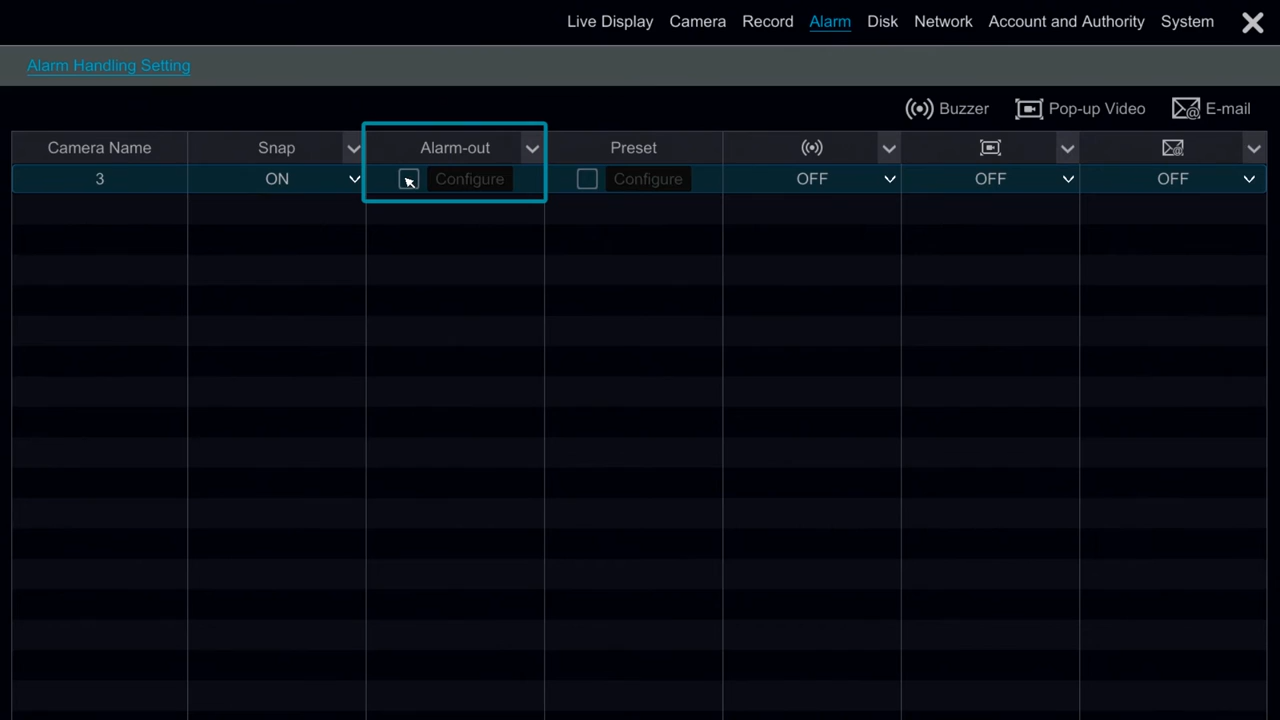 Live Display Camera Record Alarm Disk Network Account and Authority System
Alarm Handling Setting
Buzzer Pop-up Video E-mail
Camera Name Snap Alarm-out Preset
3 ON Configure Configure OFF OFF OFF